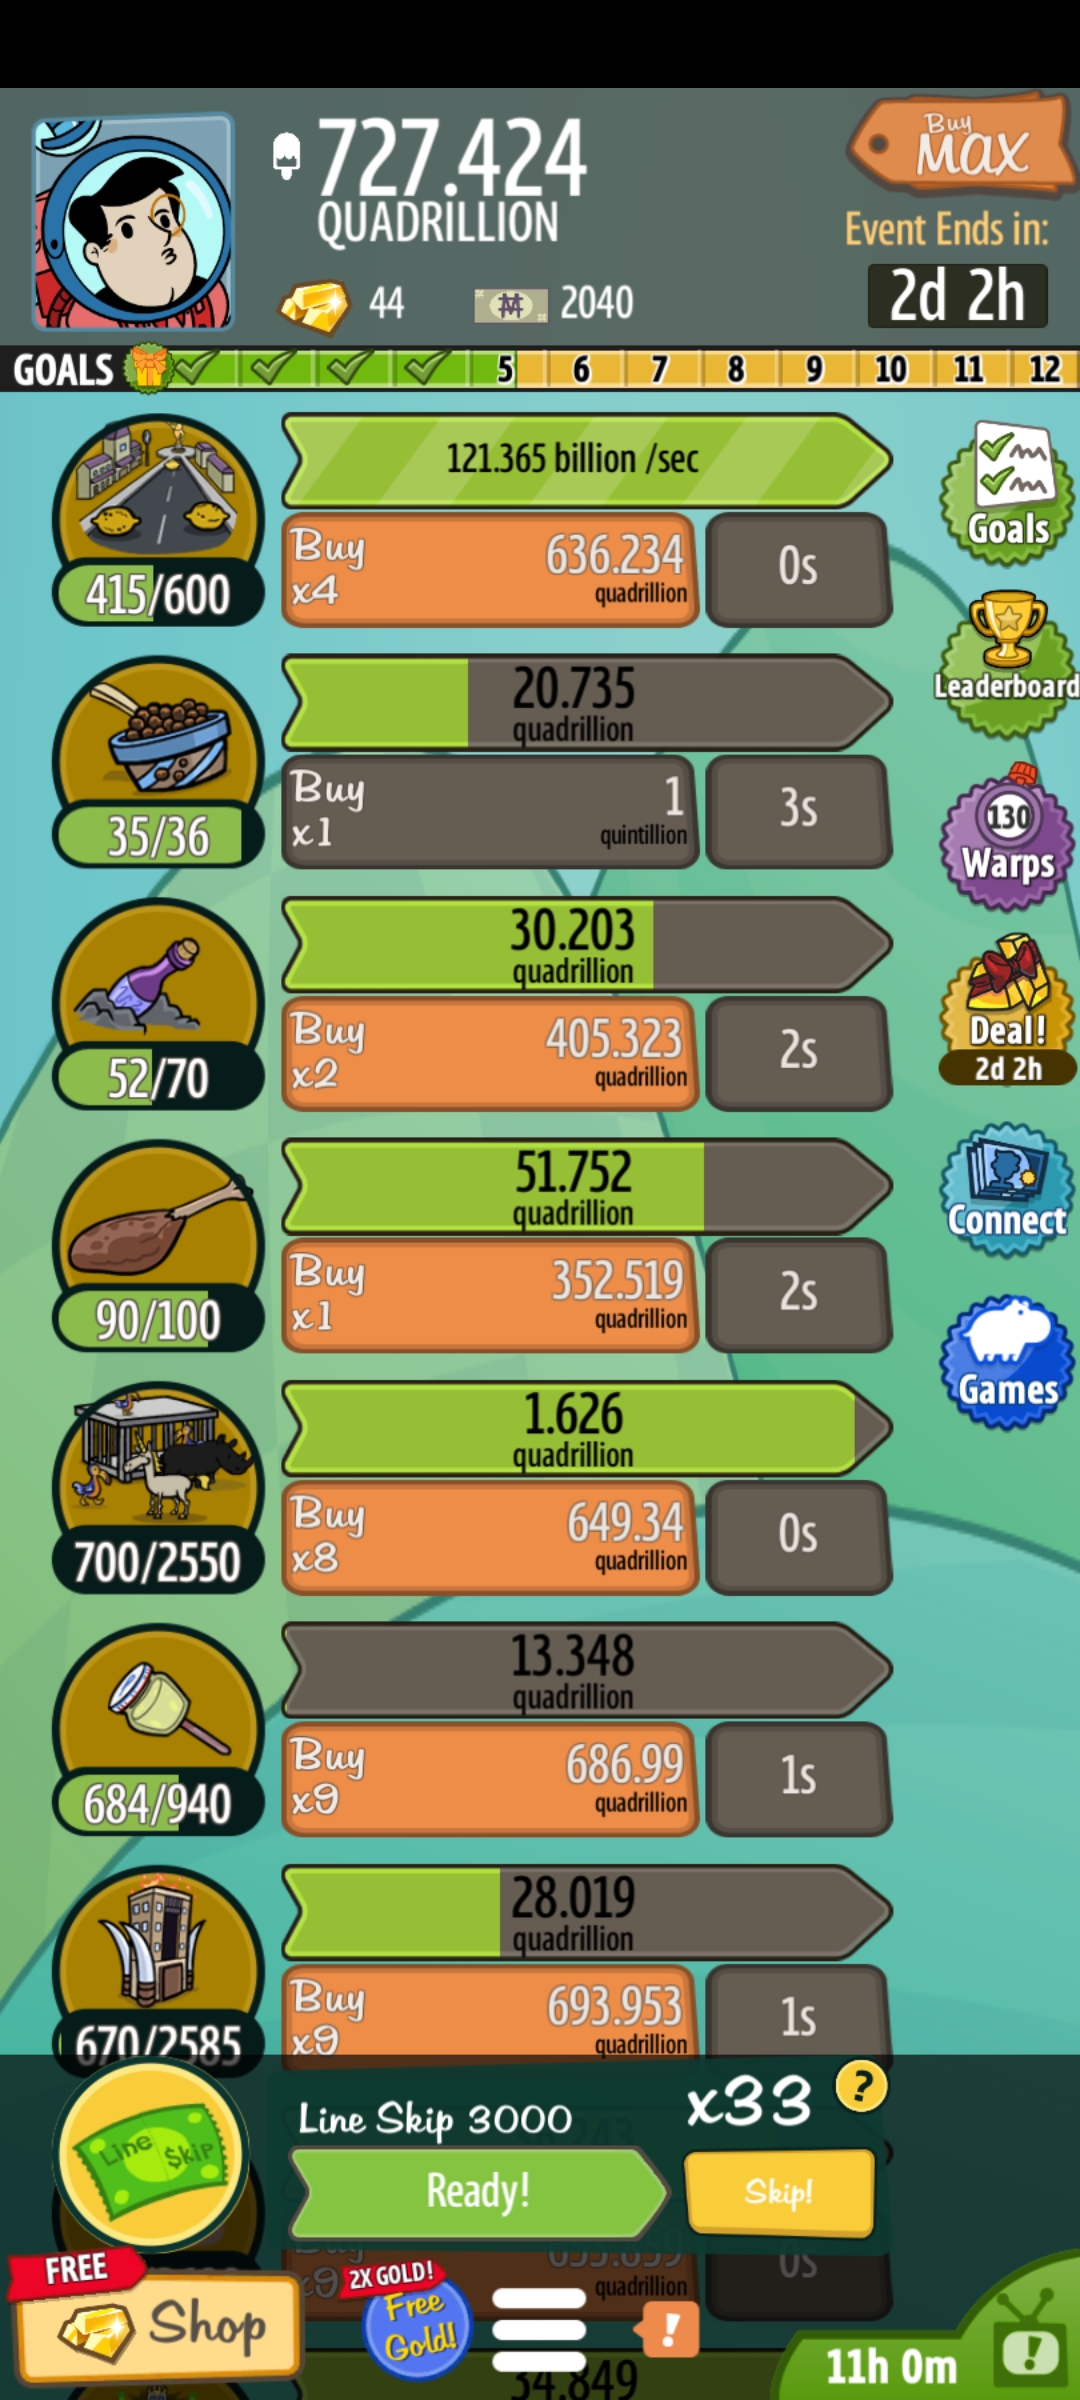 727.424
QUADRILLION
Buy
MAX
Event Ends in:
2d 2h
44
2040
GOALS
5 6 7 8 9 10 11 12
121.365 billion /sec
Buy
x4
636.234
quadrillion
0s
415/600
Goals
Leaderboard
20.735
quadrillion
Buy
x1
1
quintillion
3s
35/36
130
Warps
30.203
quadrillion
Buy
x2
405.323
quadrillion
2s
52/70
Deal!
2d 2h
51.752
quadrillion
Buy
x1
352.519
quadrillion
2s
90/100
Connect
1.626
quadrillion
Buy
x8
649.34
quadrillion
0s
700/2550
Games
13.348
quadrillion
Buy
x9
686.99
quadrillion
1s
684/940
28.019
quadrillion
Buy
x9
693.953
quadrillion
1s
670/2585
Line Skip
Line Skip 3000
x33
?
Ready!
Skip!
Buy
x9
quadrillion
0s
FREE
Shop
2X GOLD!
Free
Gold!
!
34.849
11h 0m
!